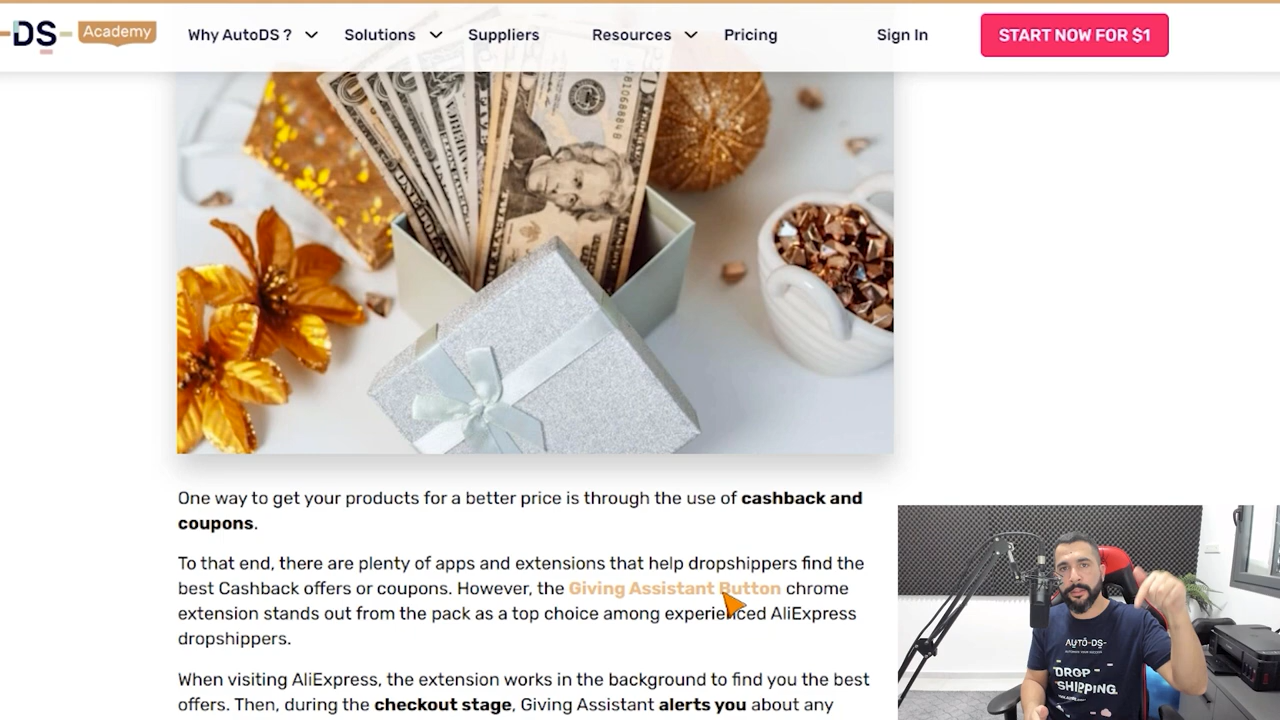 DS Academy Why AutoDS ? Solutions Suppliers Resources Pricing Sign In START NOW FOR $1
One way to get your products for a better price is through the use of cashback and
coupons.
To that end, there are plenty of apps and extensions that help dropshippers find the
best Cashback offers or coupons. However, the Giving Assistant Button chrome
extension stands out from the pack as a top choice among experienced AliExpress
dropshippers.
When visiting AliExpress, the extension works in the background to find you the best
offers. Then, during the checkout stage, Giving Assistant alerts you about any
AUTO-DS-
DROP
SHIPPING